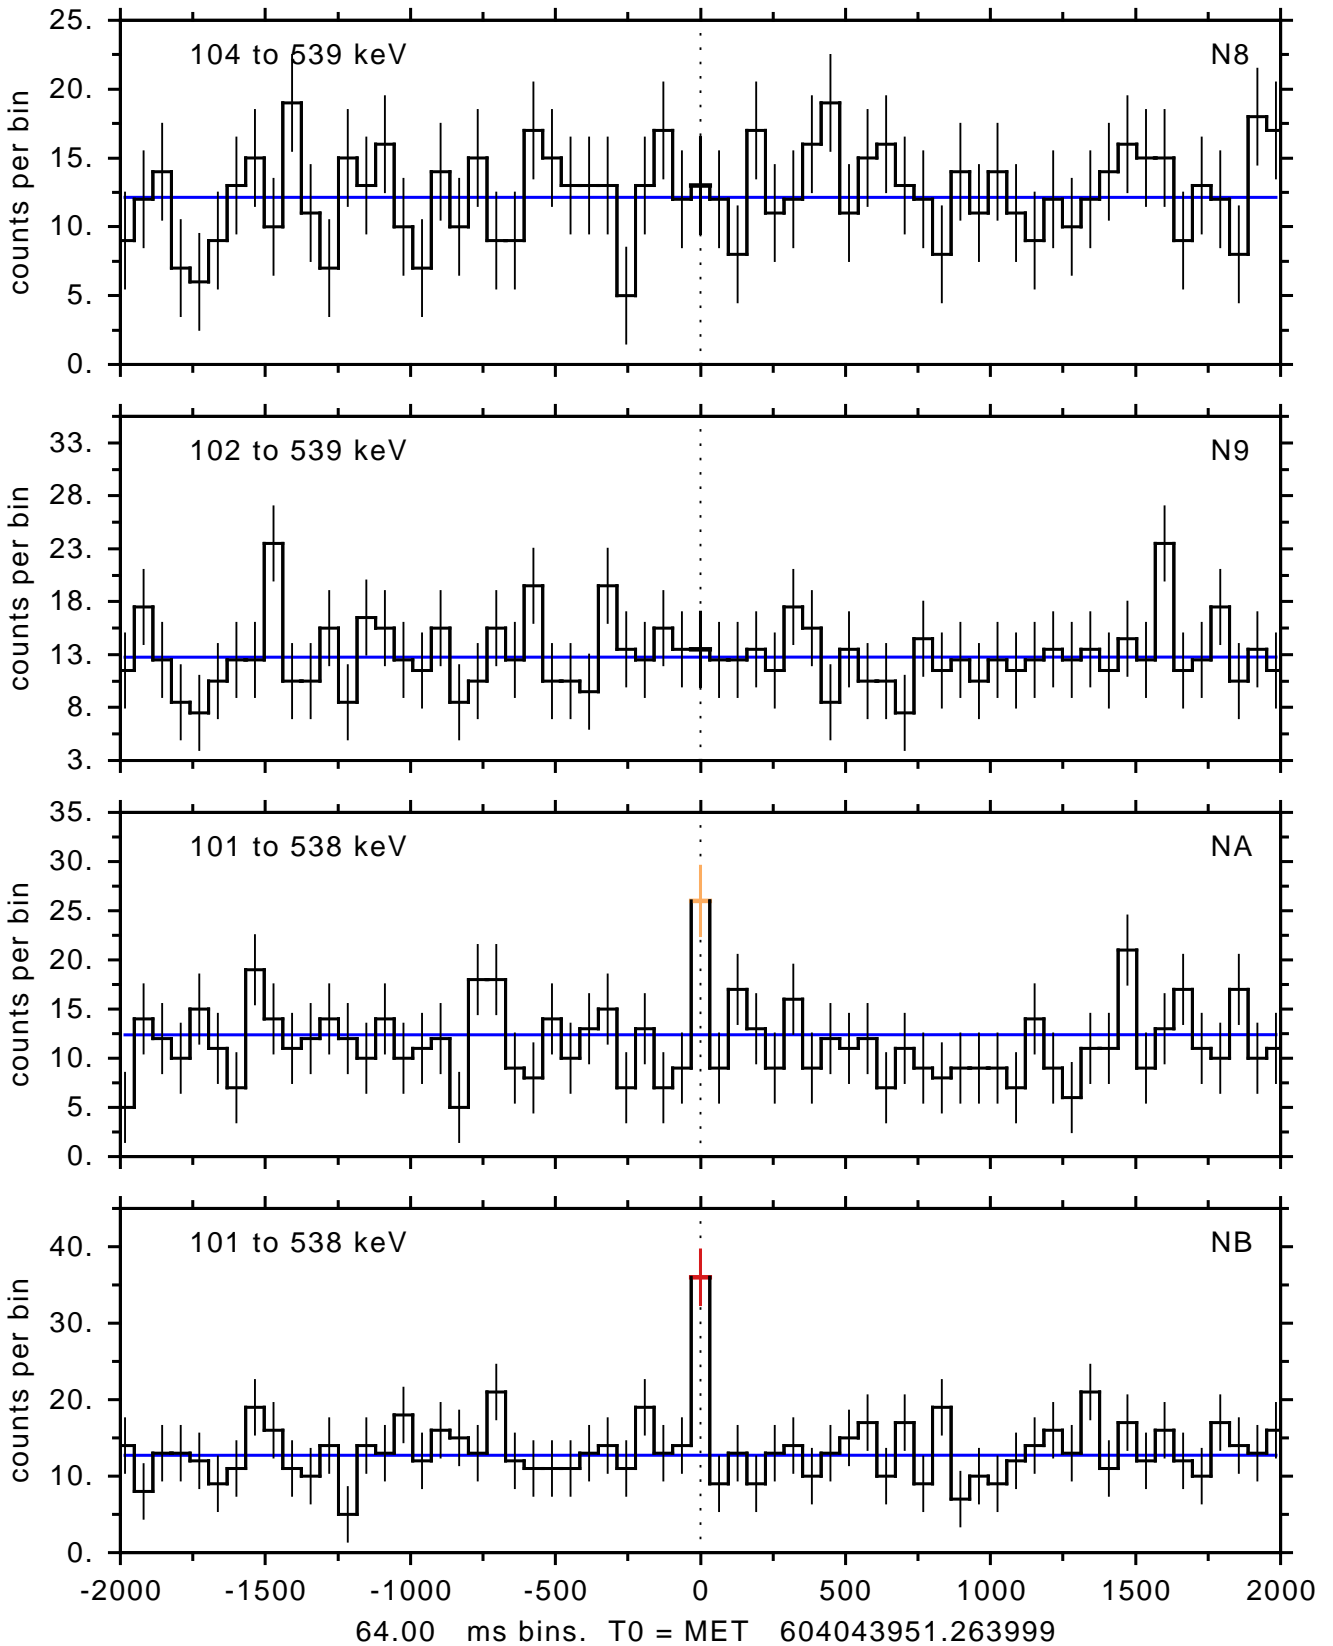 25.
104 to 539 keV N8
20.
15.
10.
5.
0.
counts per bin
33.
102 to 539 keV N9
28.
23.
18.
13.
8.
3.
counts per bin
35.
101 to 538 keV NA
30.
25.
20.
15.
10.
5.
0.
counts per bin
101 to 538 keV NB
40.
30.
20.
10.
0.
counts per bin
-2000 -1500 -1000 -500 0 500 1000 1500 2000
64.00 ms bins. T0 = MET 604043951.263999